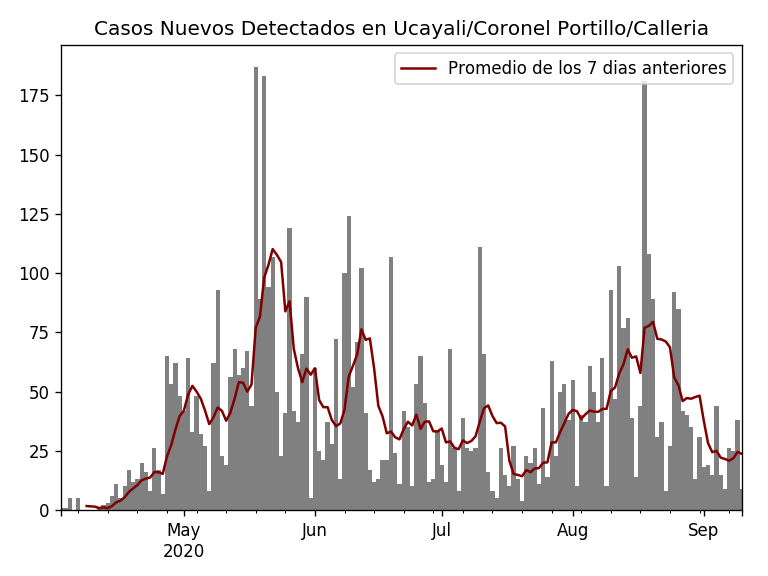 Casos Nuevos Detectados en Ucayali/Coronel Portillo/Calleria
Promedio de los 7 dias anteriores
175
150
125
100
75
50
25
0
May
2020
Jun
Jul
Aug
Sep